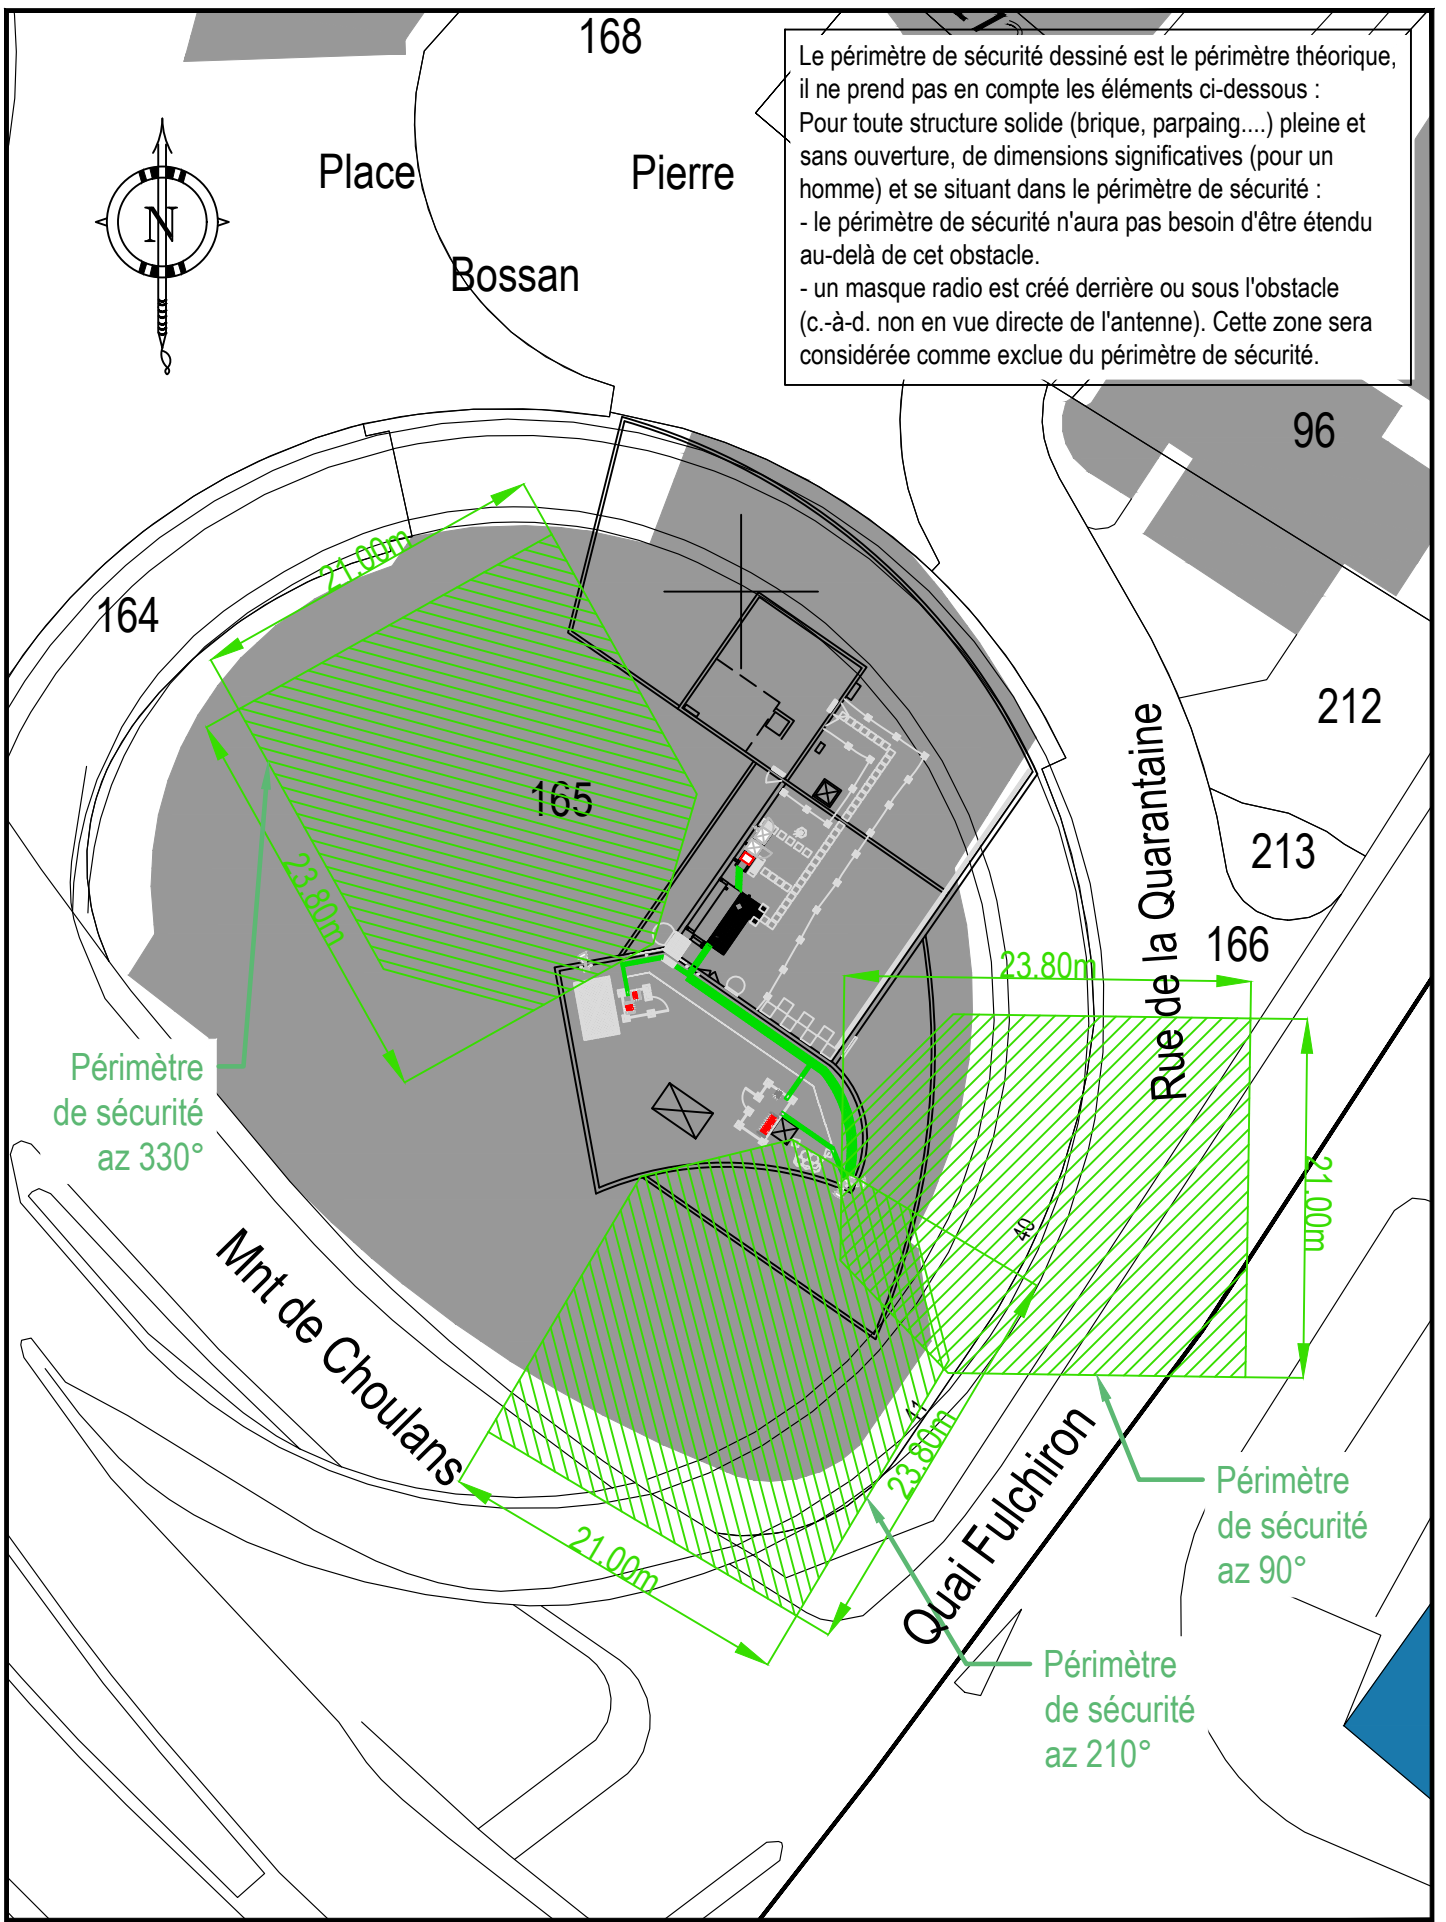 168
Le périmètre de sécurité dessiné est le périmètre théorique,
il ne prend pas en compte les éléments ci-dessous :
Pour toute structure solide (brique, parpaing....) pleine et
sans ouverture, de dimensions significatives (pour un
homme) et se situant dans le périmètre de sécurité :
- le périmètre de sécurité n'aura pas besoin d'être étendu
au-delà de cet obstacle.
- un masque radio est créé derrière ou sous l'obstacle
(c.-à-d. non en vue directe de l'antenne). Cette zone sera
considérée comme exclue du périmètre de sécurité.
Place
Pierre
N
Bossan
96
21.00m
164
212
165
213
23.80m
Rue de la Quarantaine
166
23.80m
Périmètre
de sécurité
az 330°
21.00m
40
Mnt de Choulans
41
23.80m
Quai Fulchiron
21.00m
Périmètre
de sécurité
az 90°
Périmètre
de sécurité
az 210°